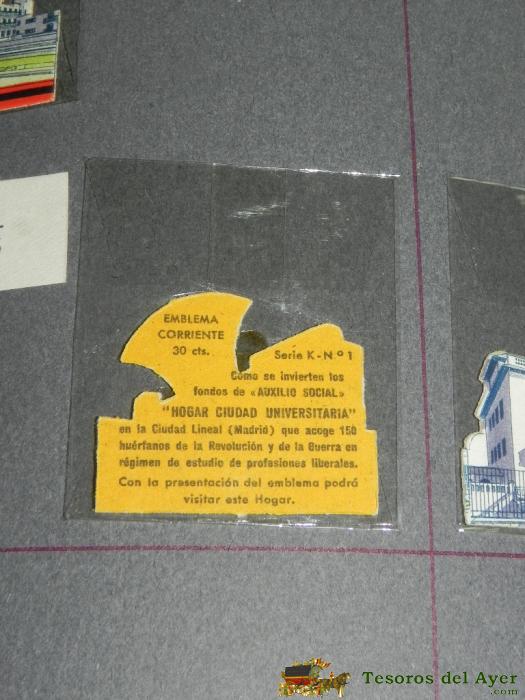 EMBLEMA
CORRIENTE
30 cts.
Serie K - Nº 1
Como se invierten los
fondos de «AUXILIO SOCIAL»
"HOGAR CIUDAD UNIVERSITARIA"
en la Ciudad Lineal (Madrid) que acoge 150
huérfanos de la Revolución y de la Guerra en
régimen de estudio de profesiones liberales.
Con la presentación del emblema podrá
visitar este Hogar.
Tesoros del Ayer
.com